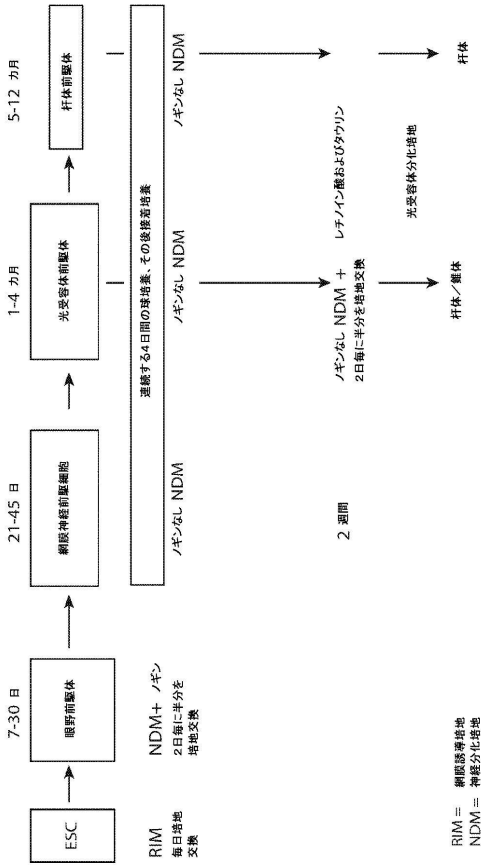 7-30 日
21-45 日
1-4 カ月
5-12 カ月
ESC
眼野前駆体
網膜神経前駆細胞
光受容体前駆体
杆体前駆体
連続する4日間の球培養、その後接着培養
RIM
毎日培地
交換
NDM+ ノギン
2日毎に半分を
培地交換
ノギンなし NDM
ノギンなし NDM
ノギンなし NDM
2 週間
ノギンなし NDM + レチノイン酸およびタウリン
2日毎に半分を培地交換
光受容体分化培地
杆体/錐体
杆体
RIM = 網膜誘導培地
NDM = 神経分化培地